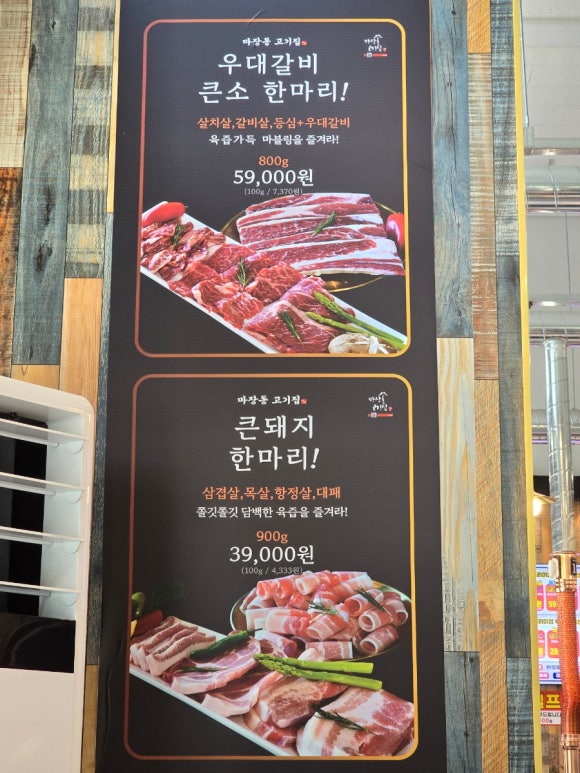 마장동 고기집
우대갈비
큰소 한마리!
살치살,갈비살,등심+우대갈비
육즙가득 마블링을 즐겨라!
800g
59,000원
(100g / 7,370원)
마장동 고기집
큰돼지
한마리!
삼겹살,목살,항정살,대패
쫄깃쫄깃 담백한 육즙을 즐겨라!
900g
39,000원
(100g / 4,333원)